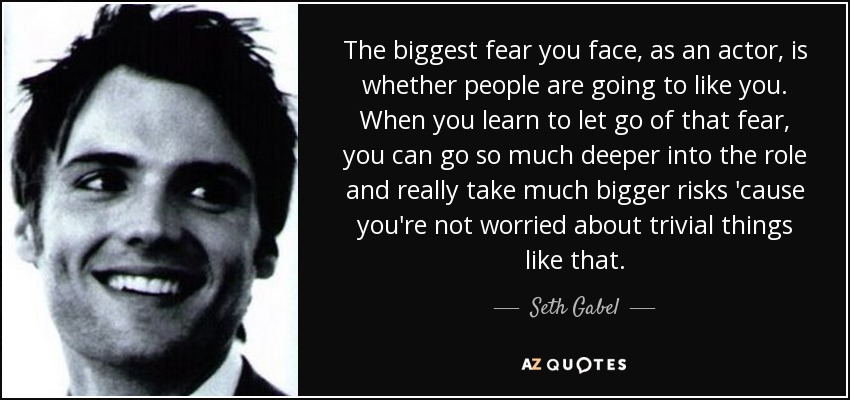 The biggest fear you face, as an actor, is
whether people are going to like you.
When you learn to let go of that fear,
you can go so much deeper into the role
and really take much bigger risks 'cause
you're not worried about trivial things
like that.
— Seth Gabel —
AZ QUOTES